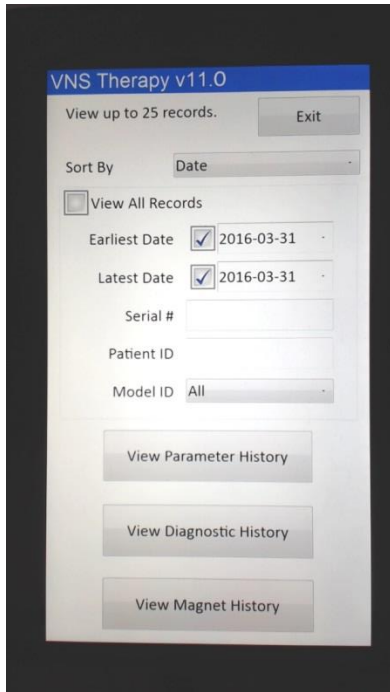 VNS Therapy v11.0
View up to 25 records. Exit
Sort By Date
View All Records
Earliest Date 2016-03-31
Latest Date 2016-03-31
Serial #
Patient ID
Model ID All
View Parameter History
View Diagnostic History
View Magnet History